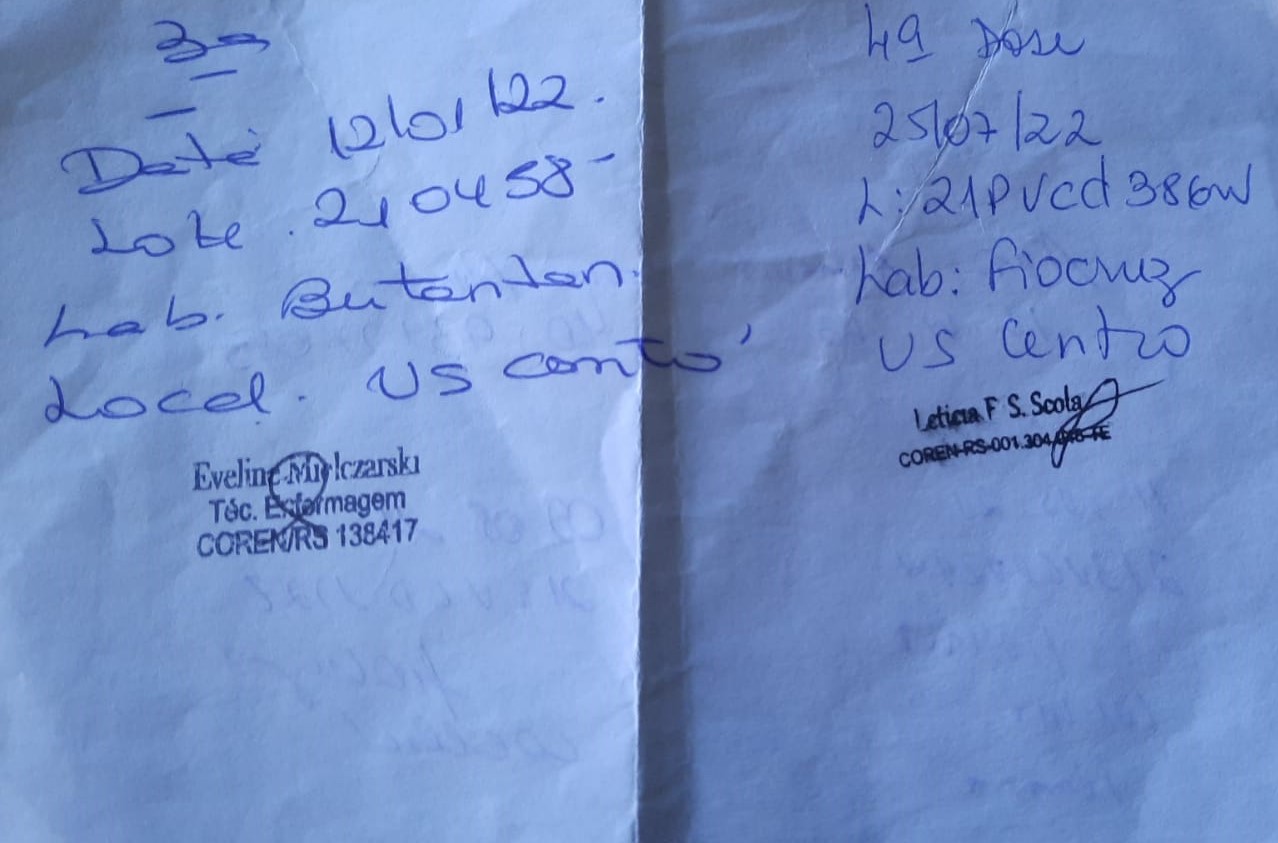 3ª
Data 12/01/22.
Lote. 210458
Lab. Butantan.
Local. US centro
Eveline Mylczarski
Téc. Enfermagem
COREN/RS 138417
4ª Dose
25/07/22
L: 21PVCd386W
Lab: fiocruz
US Centro
Leticia F S. Scola
COREN-RS-001.304